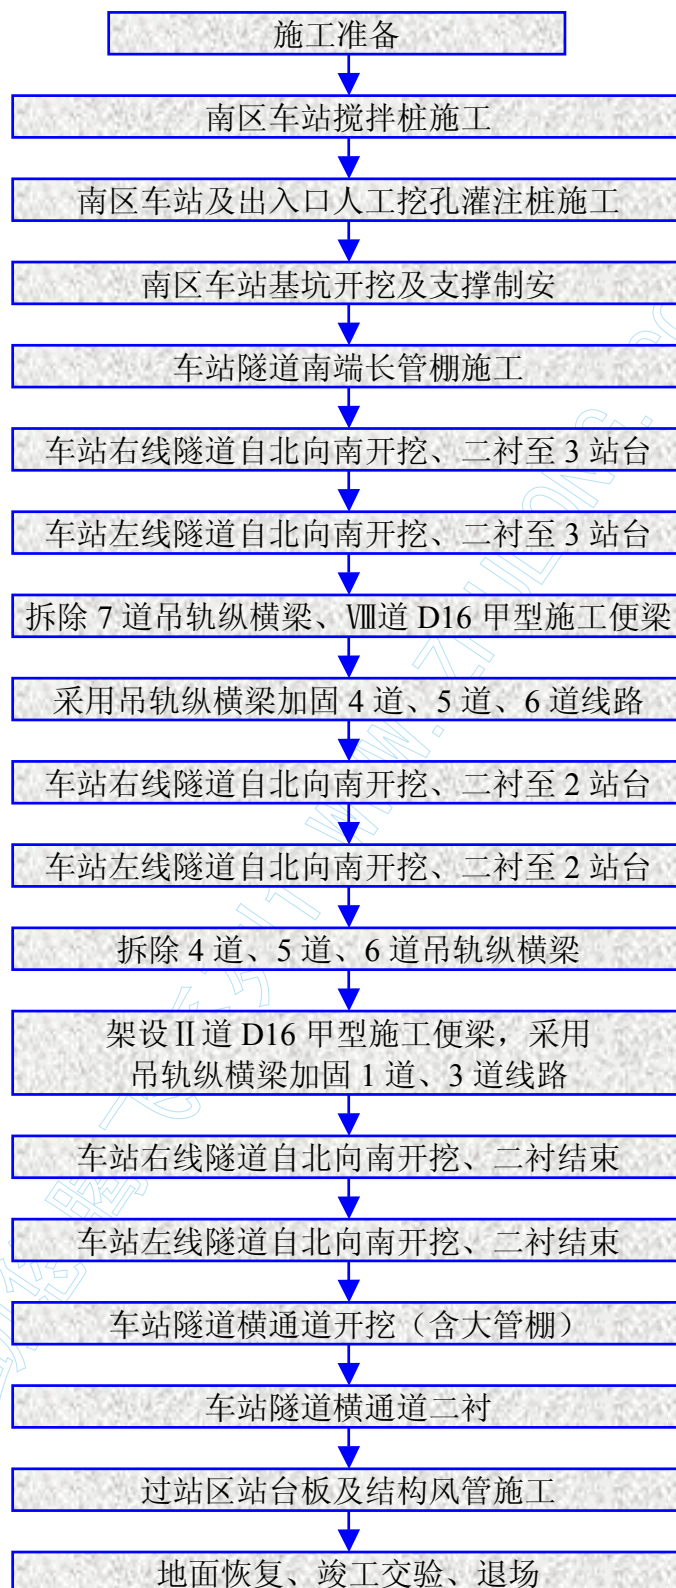 施工准备
南区车站搅拌桩施工
南区车站及出入口人工挖孔灌注桩施工
南区车站基坑开挖及支撑制安
车站隧道南端长管棚施工
车站右线隧道自北向南开挖、二衬至 3 站台
车站左线隧道自北向南开挖、二衬至 3 站台
拆除 7 道吊轨纵横梁、Ⅷ道 D16 甲型施工便梁
采用吊轨纵横梁加固 4 道、5 道、6 道线路
车站右线隧道自北向南开挖、二衬至 2 站台
车站左线隧道自北向南开挖、二衬至 2 站台
拆除 4 道、5 道、6 道吊轨纵横梁
架设Ⅱ道 D16 甲型施工便梁，采用
吊轨纵横梁加固 1 道、3 道线路
车站右线隧道自北向南开挖、二衬结束
车站左线隧道自北向南开挖、二衬结束
车站隧道横通道开挖（含大管棚）
车站隧道横通道二衬
过站区站台板及结构风管施工
地面恢复、竣工交验、退场